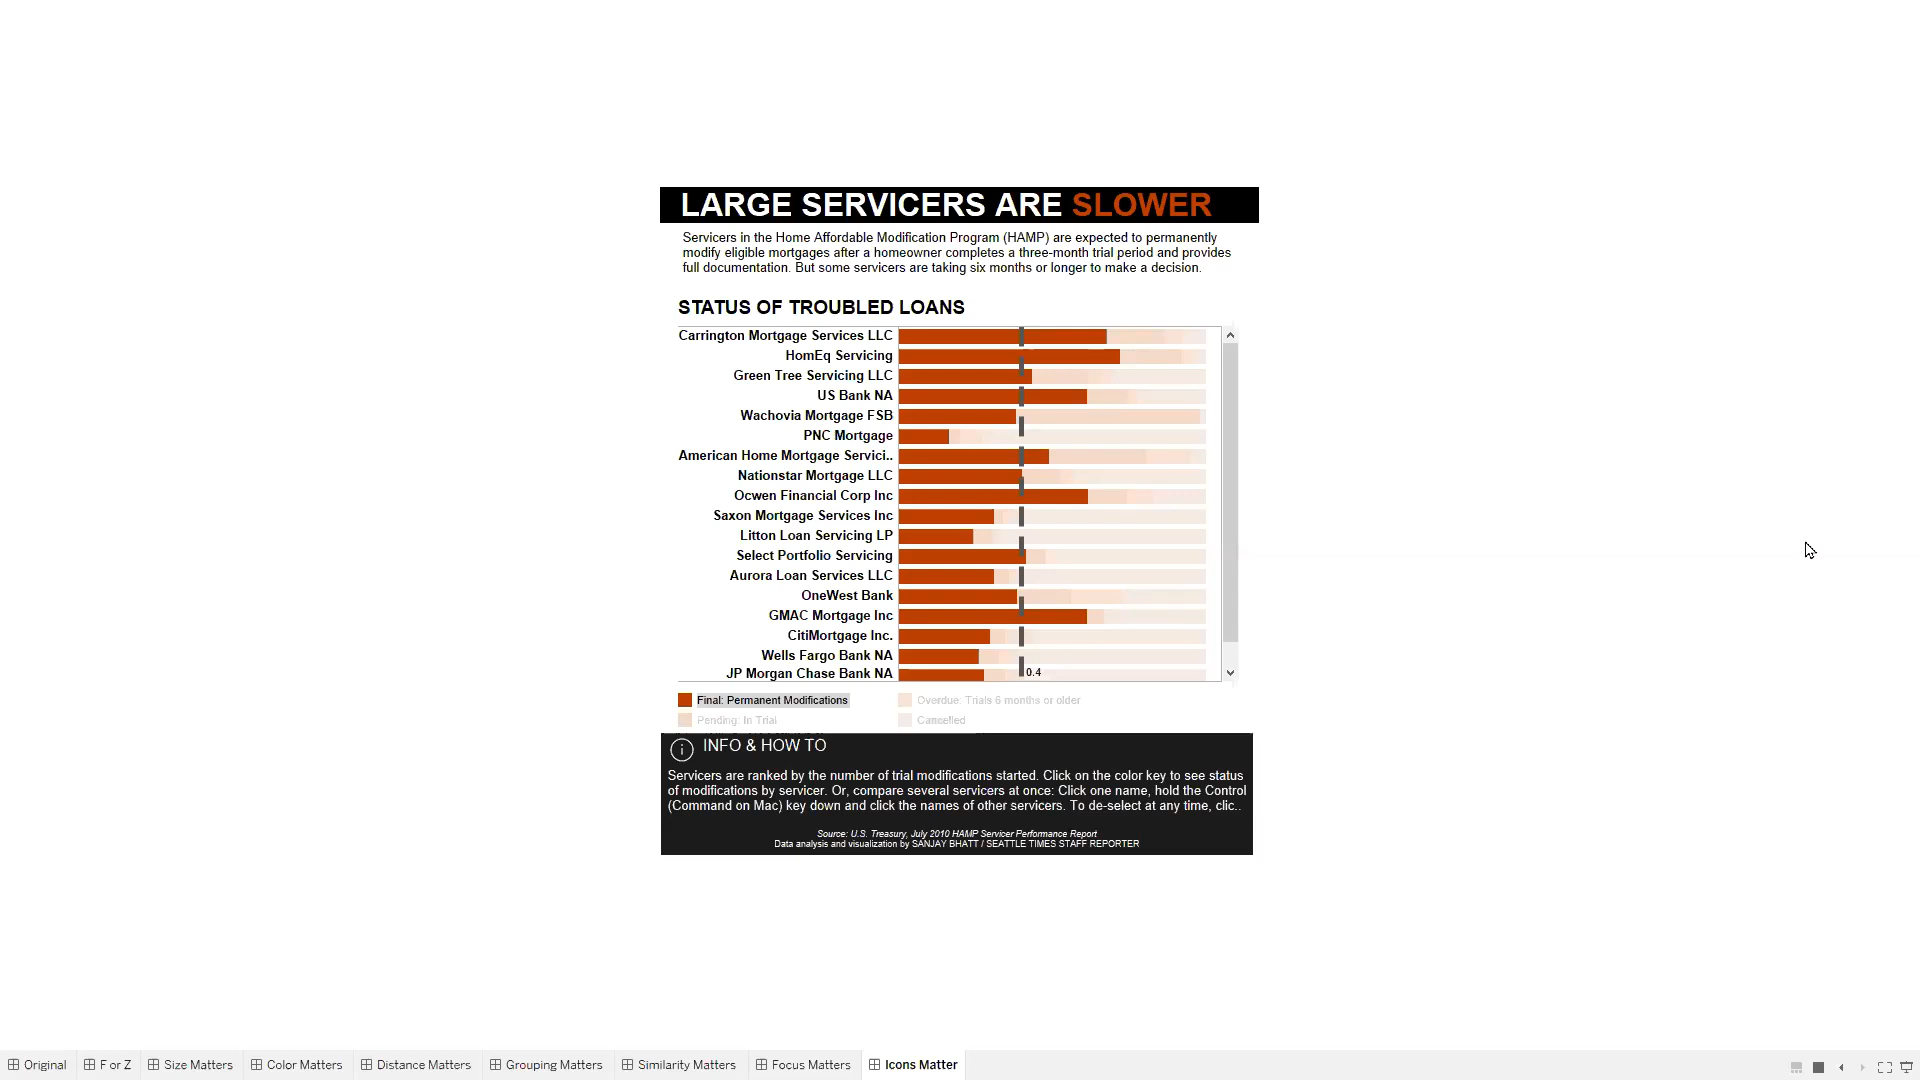 LARGE SERVICERS ARE SLOWER
Servicers in the Home Affordable Modification Program (HAMP) are expected to permanently
modify eligible mortgages after a homeowner completes a three-month trial period and provides
full documentation. But some servicers are taking six months or longer to make a decision.
STATUS OF TROUBLED LOANS
Carrington Mortgage Services LLC
HomEq Servicing
Green Tree Servicing LLC
US Bank NA
Wachovia Mortgage FSB
PNC Mortgage
American Home Mortgage Servici..
Nationstar Mortgage LLC
Ocwen Financial Corp Inc
Saxon Mortgage Services Inc
Litton Loan Servicing LP
Select Portfolio Servicing
Aurora Loan Services LLC
OneWest Bank
GMAC Mortgage Inc
CitiMortgage Inc.
Wells Fargo Bank NA
JP Morgan Chase Bank NA
0.4
Final: Permanent Modifications
Overdue: Trials 6 months or older
Pending: In Trial
Cancelled
INFO & HOW TO
Servicers are ranked by the number of trial modifications started. Click on the color key to see status
of modifications by servicer. Or, compare several servicers at once: Click one name, hold the Control
(Command on Mac) key down and click the names of other servicers. To de-select at any time, clic..
Source: U.S. Treasury, July 2010 HAMP Servicer Performance Report
Data analysis and visualization by SANJAY BHATT / SEATTLE TIMES STAFF REPORTER
Original
F or Z
Size Matters
Color Matters
Distance Matters
Grouping Matters
Similarity Matters
Focus Matters
Icons Matter